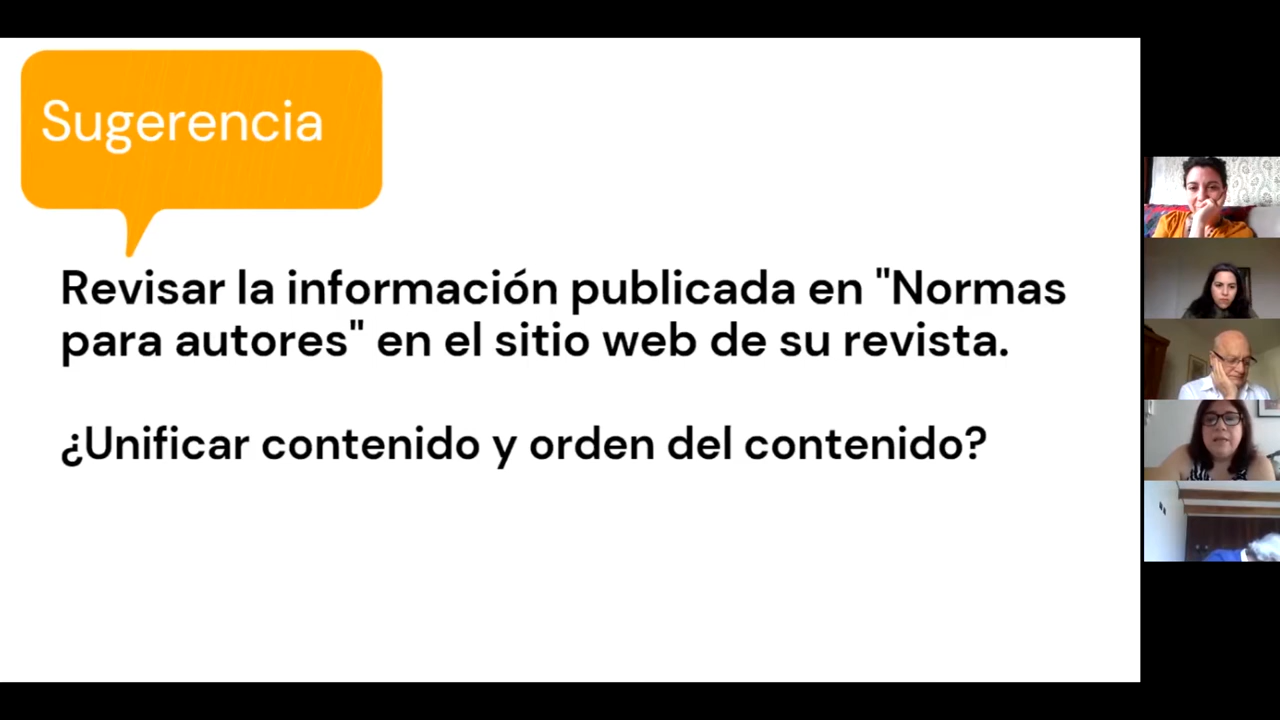 Sugerencia
Revisar la información publicada en "Normas
para autores" en el sitio web de su revista.
¿Unificar contenido y orden del contenido?